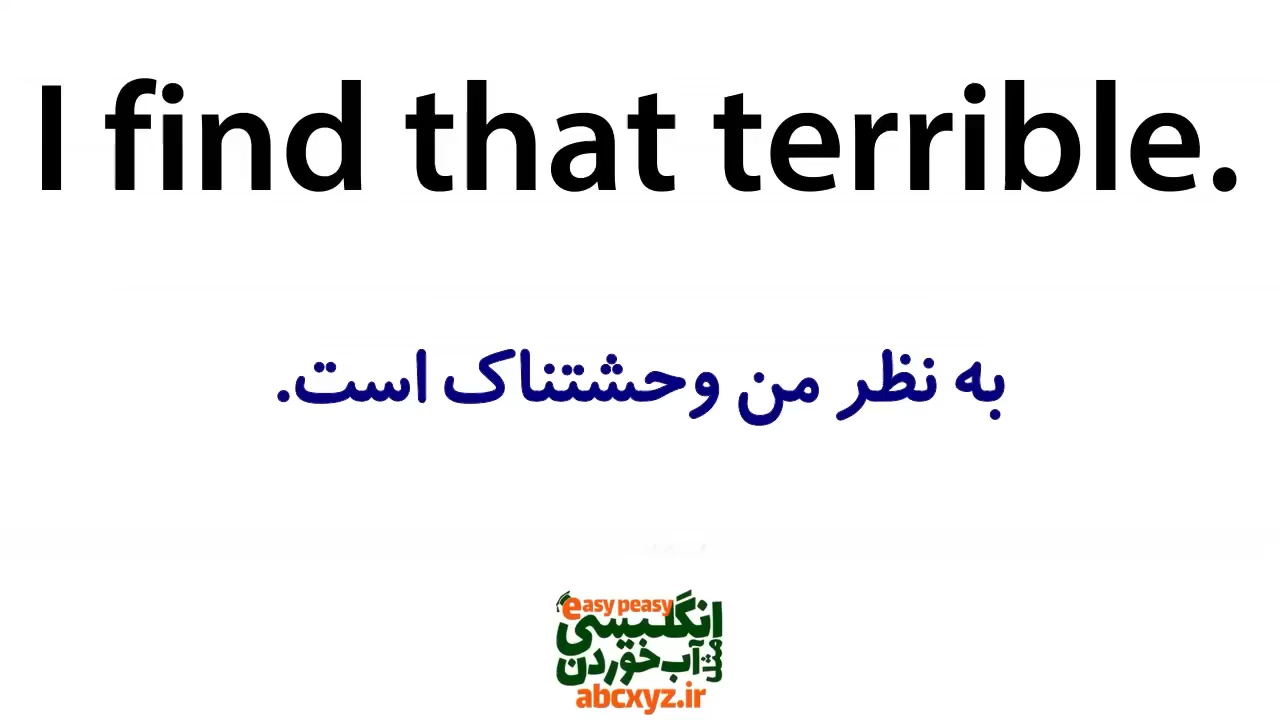 I find that terrible.
به نظر من وحشتناک است.
easy peasy
انگلیسی
مثل آب خوردن
abcxyz.ir